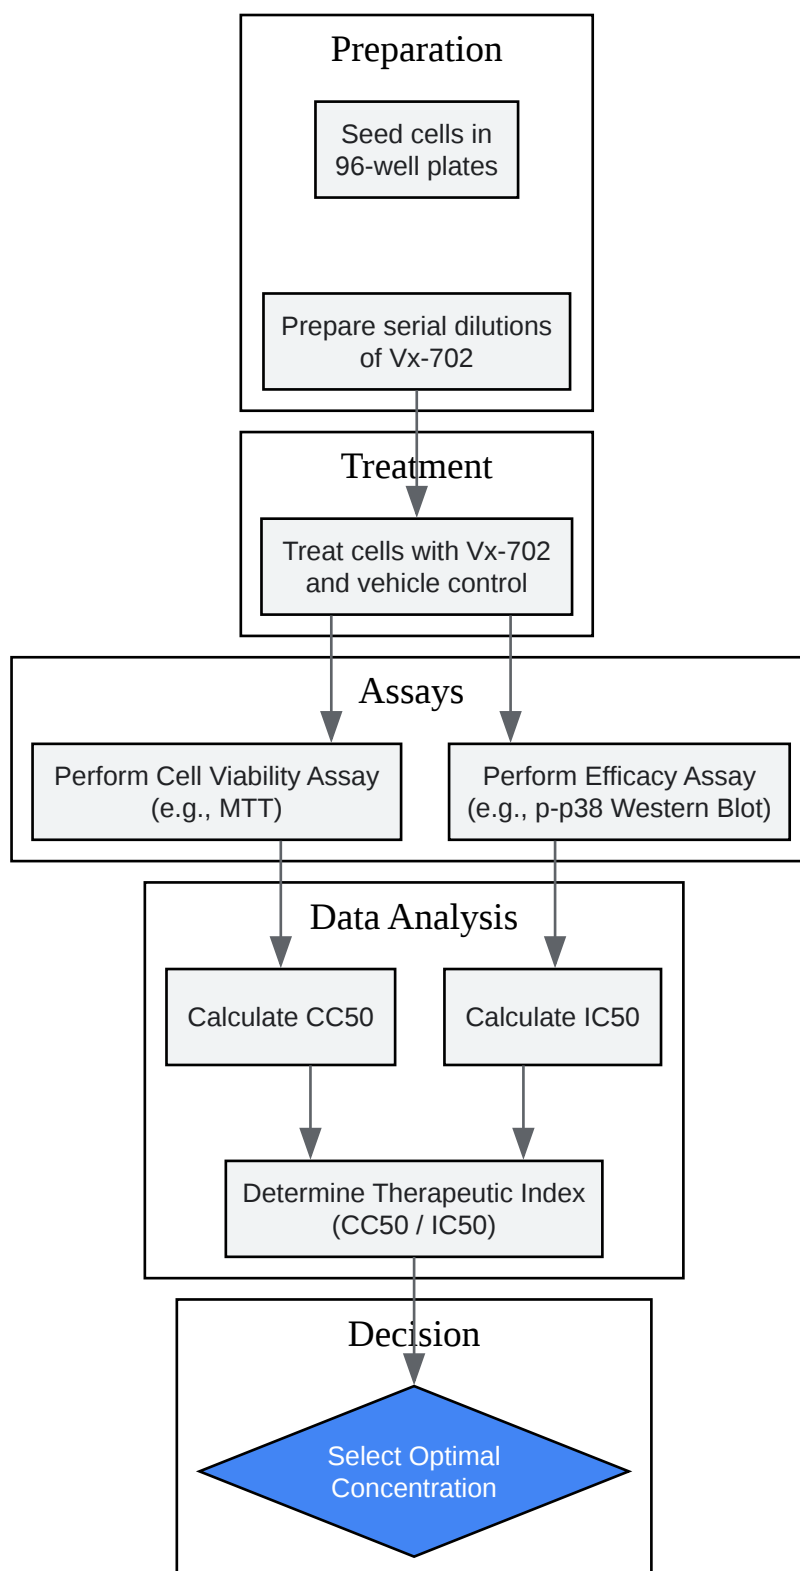 Preparation
Seed cells in
96-well plates
Prepare serial dilutions
of Vx-702
Treatment
Treat cells with Vx-702
and vehicle control
Assays
Perform Cell Viability Assay
(e.g., MTT)
Perform Efficacy Assay
(e.g., p-p38 Western Blot)
Data Analysis
Calculate CC50
Calculate IC50
Determine Therapeutic Index
(CC50 / IC50)
Decision
Select Optimal
Concentration